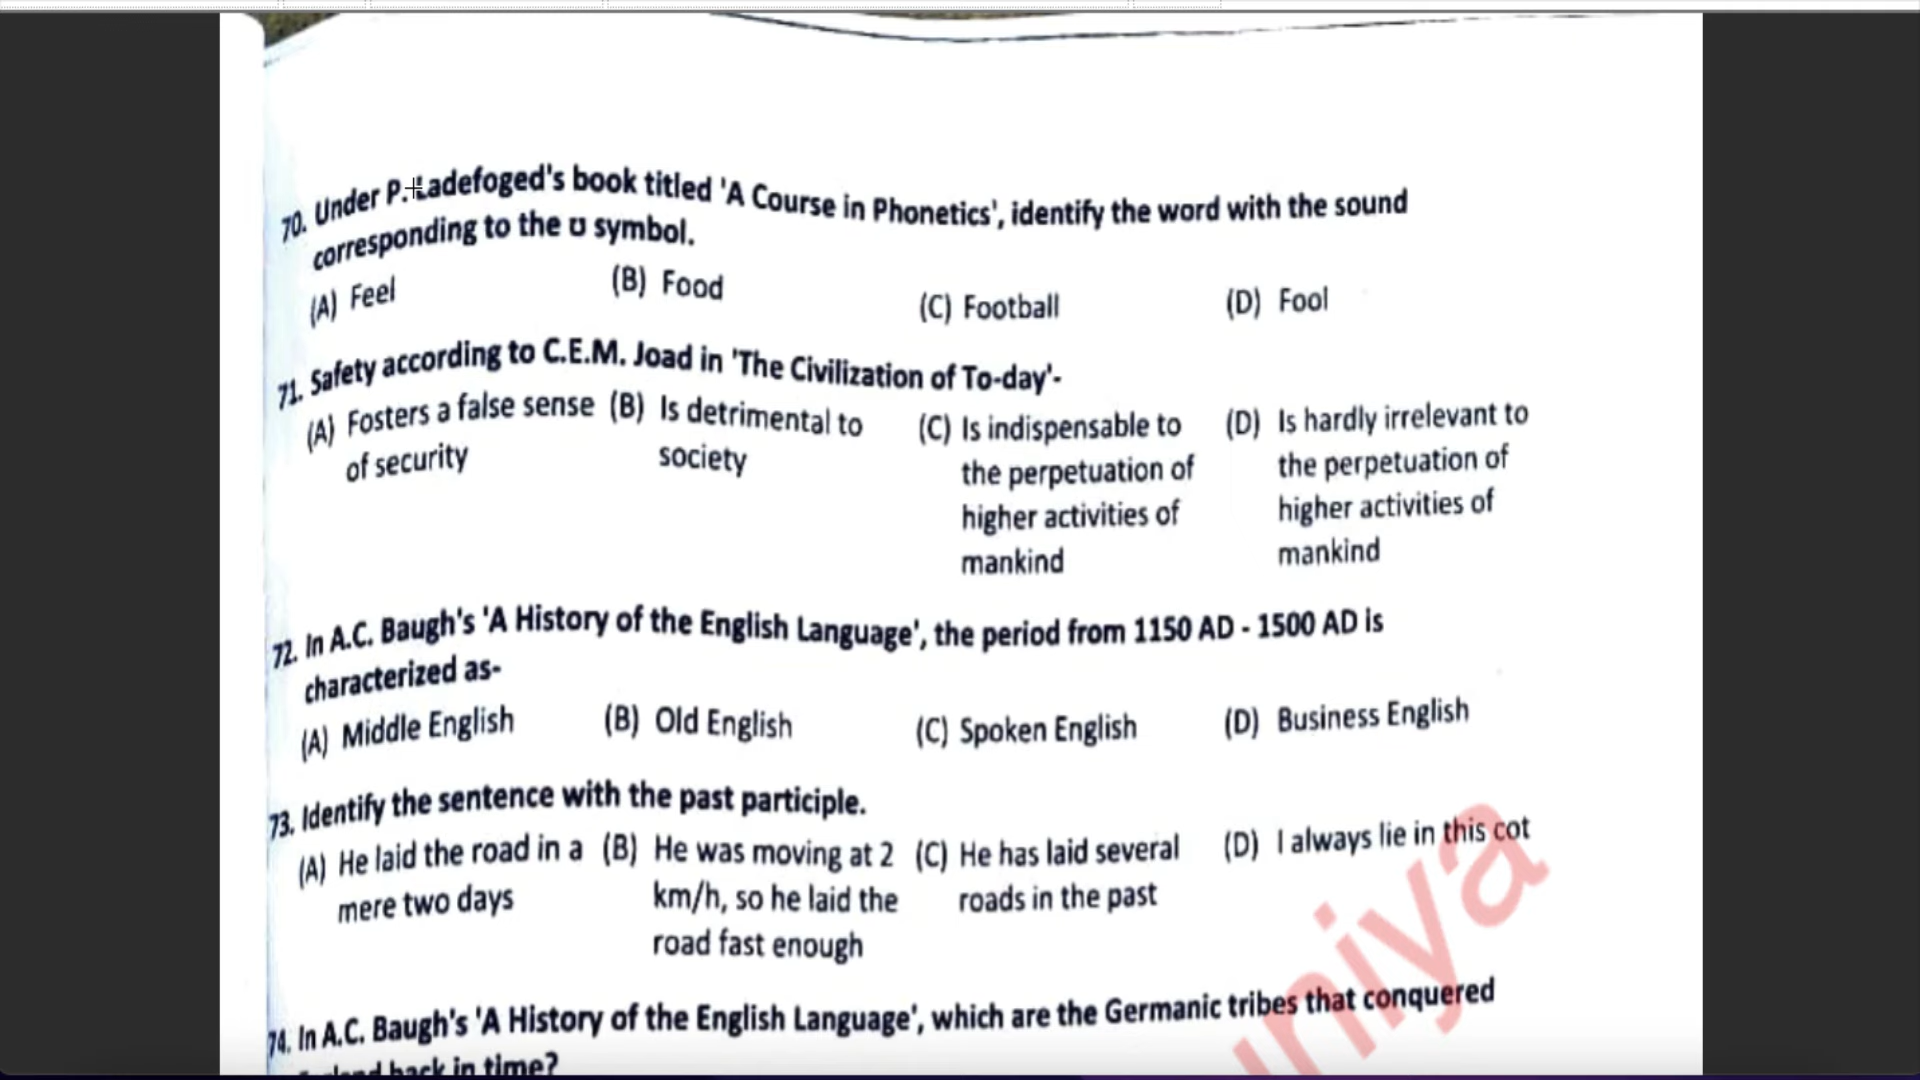 70. Under P. Ladefoged's book titled 'A Course in Phonetics', identify the word with the sound
corresponding to the ʊ symbol.
(A) Feel (B) Food (C) Football (D) Fool
71. Safety according to C.E.M. Joad in 'The Civilization of To-day'-
(A) Fosters a false sense (B) Is detrimental to (C) Is indispensable to (D) Is hardly irrelevant to
of security society the perpetuation of the perpetuation of
higher activities of higher activities of
mankind mankind
72. In A.C. Baugh's 'A History of the English Language', the period from 1150 AD - 1500 AD is
characterized as-
(A) Middle English (B) Old English (C) Spoken English (D) Business English
73. Identify the sentence with the past participle.
(A) He laid the road in a (B) He was moving at 2 (C) He has laid several (D) I always lie in this cot
mere two days km/h, so he laid the roads in the past
road fast enough
74. In A.C. Baugh's 'A History of the English Language', which are the Germanic tribes that conquered
back in time?
uniya